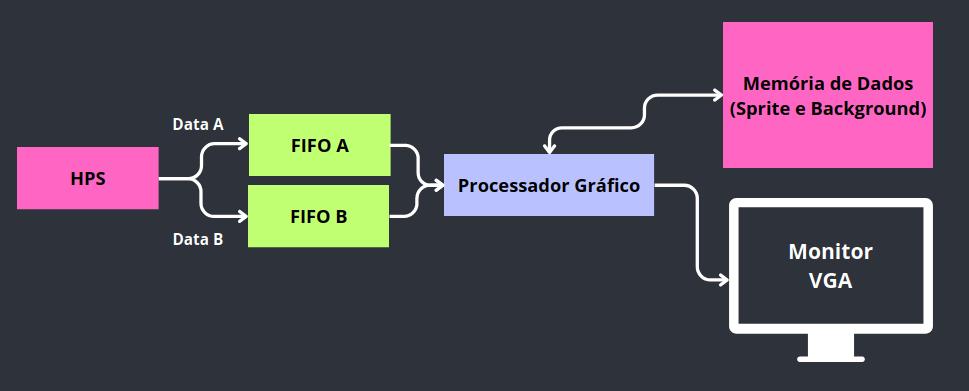 Data A
HPS
Data B
FIFO A
FIFO B
Processador Gráfico
Memória de Dados
(Sprite e Background)
Monitor
VGA